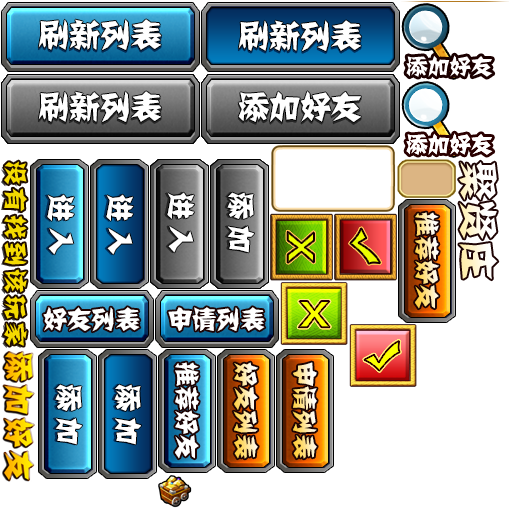 刷新列表
刷新列表
添加好友
刷新列表
添加好友
添加好友
没有找到该玩家
进入
进入
进入
添加
推荐好友
聚贤庄
好友列表
申请列表
添加好友
添加
添加
推荐好友
好友列表
申请列表